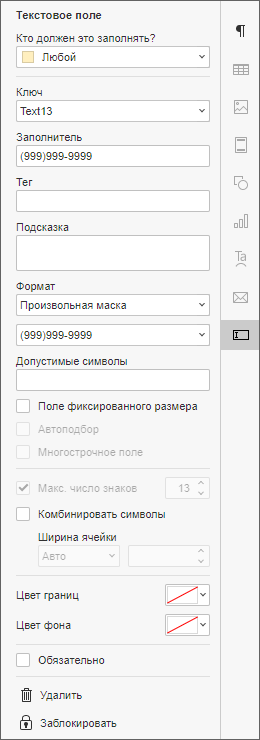 Текстовое поле
Кто должен это заполнять?
Любой
Ключ
Text13
Заполнитель
(999)999-9999
Тег
Подсказка
Формат
Произвольная маска
(999)999-9999
Допустимые символы
Поле фиксированного размера
Автоподбор
Многострочное поле
Макс. число знаков 13
Комбинировать символы
Ширина ячейки
Авто
Цвет границ
Цвет фона
Обязательно
Удалить
Заблокировать